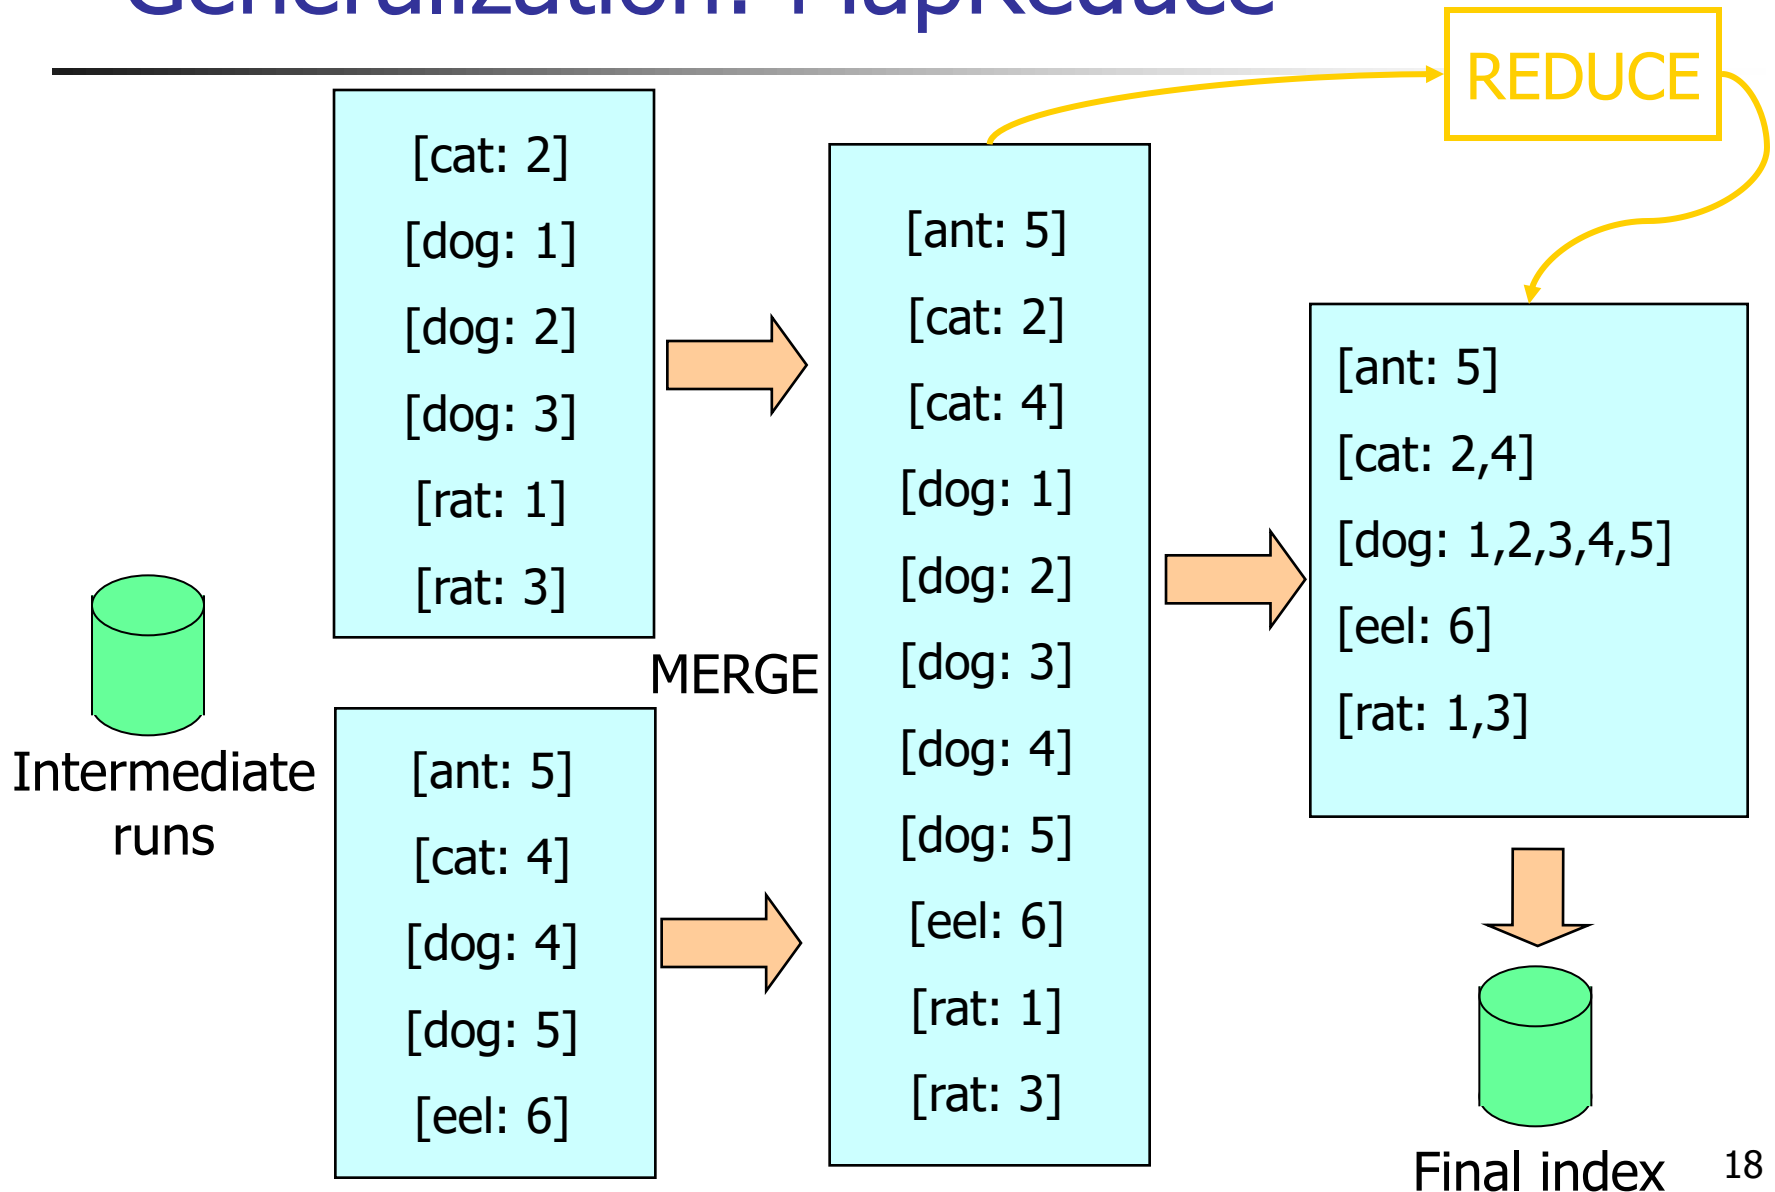 Generalization: MapReduce
REDUCE
[cat: 2]
[dog: 1]
[dog: 2]
[dog: 3]
[rat: 1]
[rat: 3]
MERGE
Intermediate
runs
[ant: 5]
[cat: 4]
[dog: 4]
[dog: 5]
[eel: 6]
[ant: 5]
[cat: 2]
[cat: 4]
[dog: 1]
[dog: 2]
[dog: 3]
[dog: 4]
[dog: 5]
[eel: 6]
[rat: 1]
[rat: 3]
[ant: 5]
[cat: 2,4]
[dog: 1,2,3,4,5]
[eel: 6]
[rat: 1,3]
Final index
18